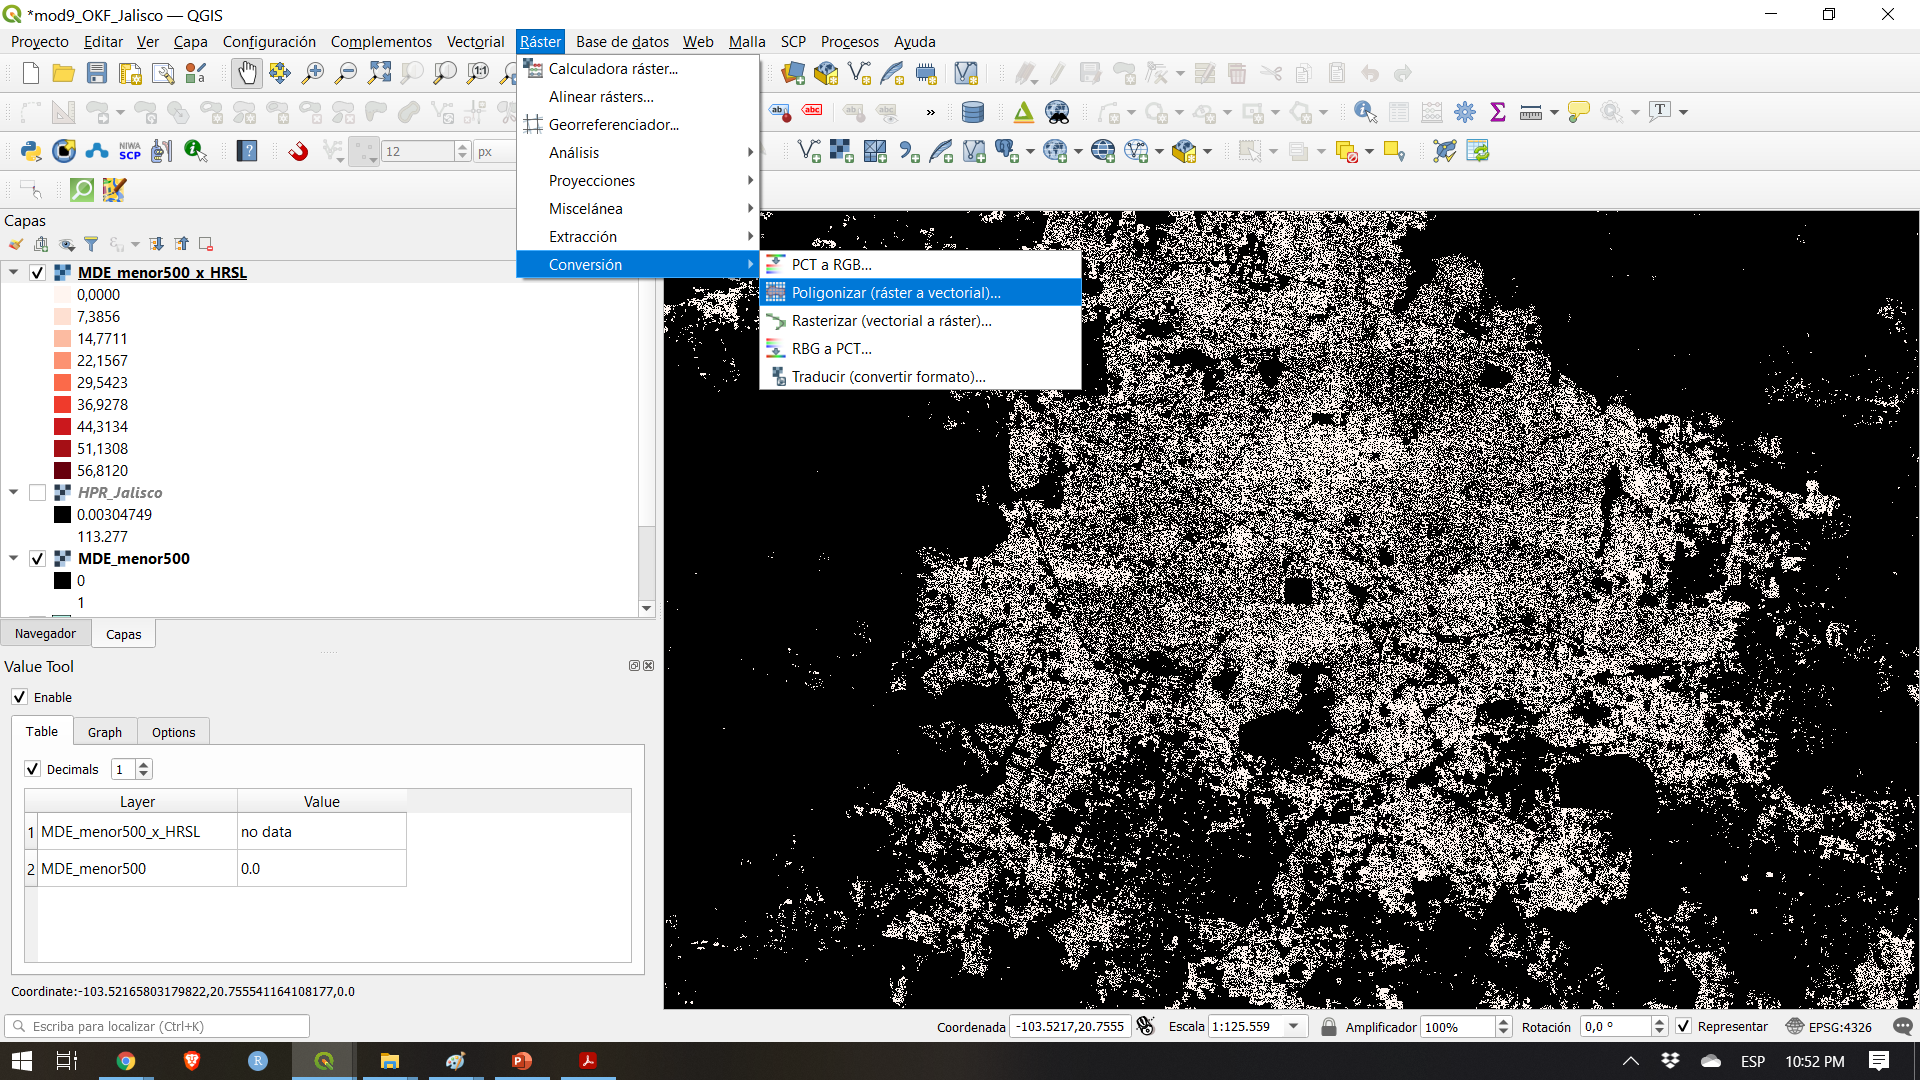 *mod9_OKF_Jalisco — QGIS
Proyecto Editar Ver Capa Configuración Complementos Vectorial Ráster Base de datos Web Malla SCP Procesos Ayuda
Calculadora ráster...
Alinear rásters...
Georreferenciador...
Análisis
Proyecciones
Miscelánea
Extracción
Conversión
PCT a RGB...
Poligonizar (ráster a vectorial)...
Rasterizar (vectorial a ráster)...
RBG a PCT...
Traducir (convertir formato)...
NIWA
SCP
12 px
Capas
MDE_menor500_x_HRSL
0,0000
7,3856
14,7711
22,1567
29,5423
36,9278
44,3134
51,1308
56,8120
HPR_Jalisco
0.00304749
113.277
MDE_menor500
0
1
Navegador Capas
Value Tool
Enable
Table Graph Options
Decimals 1
Layer Value
1 MDE_menor500_x_HRSL no data
2 MDE_menor500 0.0
Coordinate:-103.52165803179822,20.755541164108177,0.0
Escriba para localizar (Ctrl+K)
Coordenada -103.5217,20.7555 Escala 1:125.559 Amplificador 100% Rotación 0,0 ° Representar EPSG:4326
ESP 10:52 PM